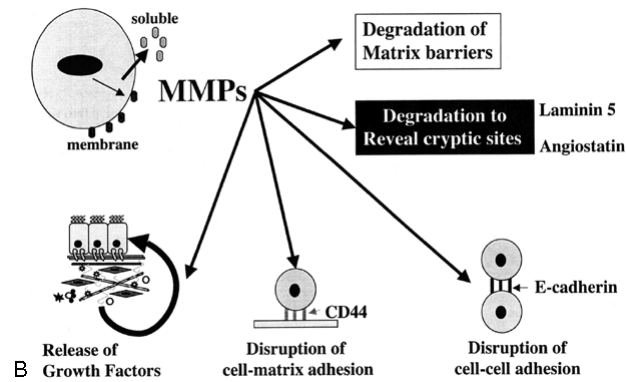 soluble
MMPs
membrane
Degradation of
Matrix barriers
Degradation to
Reveal cryptic sites
Laminin 5
Angiostatin
CD44
E-cadherin
B
Release of
Growth Factors
Disruption of
cell-matrix adhesion
Disruption of
cell-cell adhesion